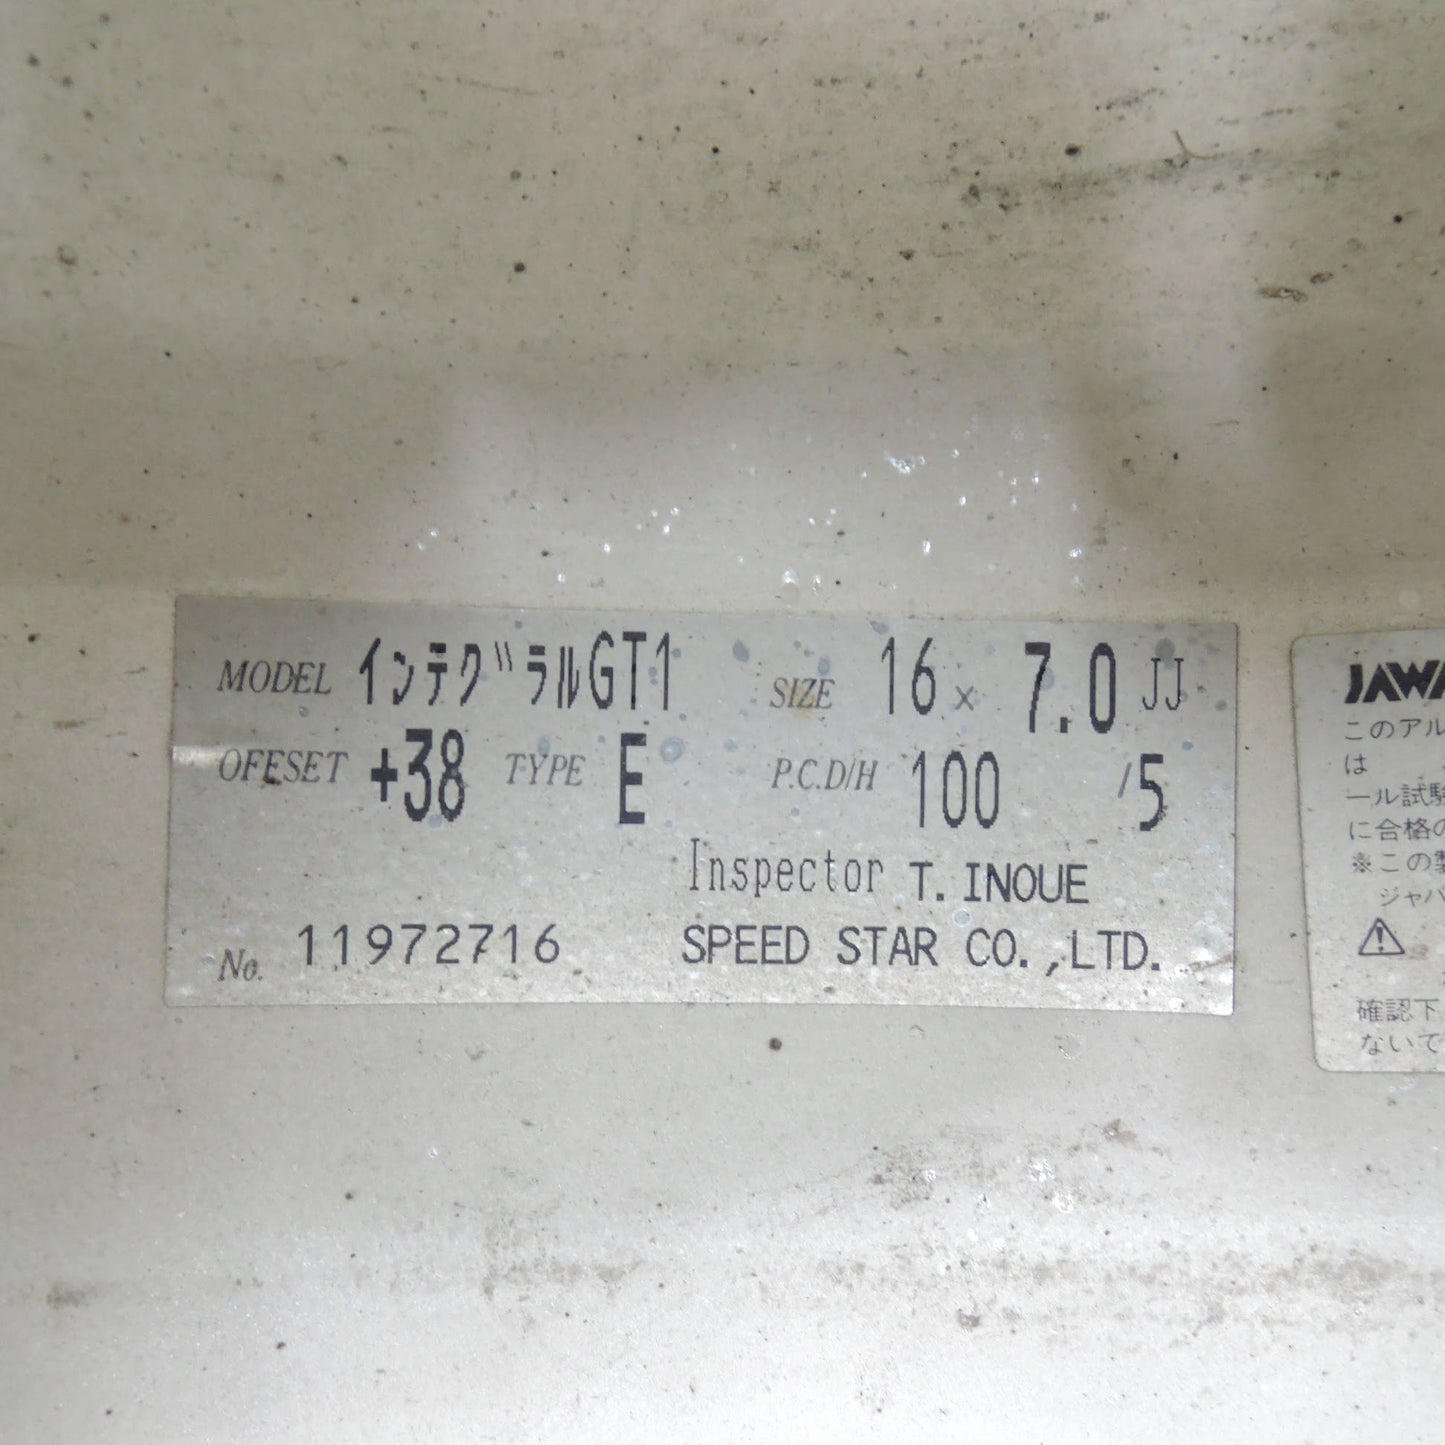 MODEL インテグラルGT1 SIZE 16 x 7.0 JJ
OFFSET +38 TYPE E P.C.D/H 100 /5
Inspector T. INOUE
No. 11972716 SPEED STAR CO.,LTD.
JAWA
このアル
は
ール試験
に合格の
※この製
ジャパ
確認下
ないで